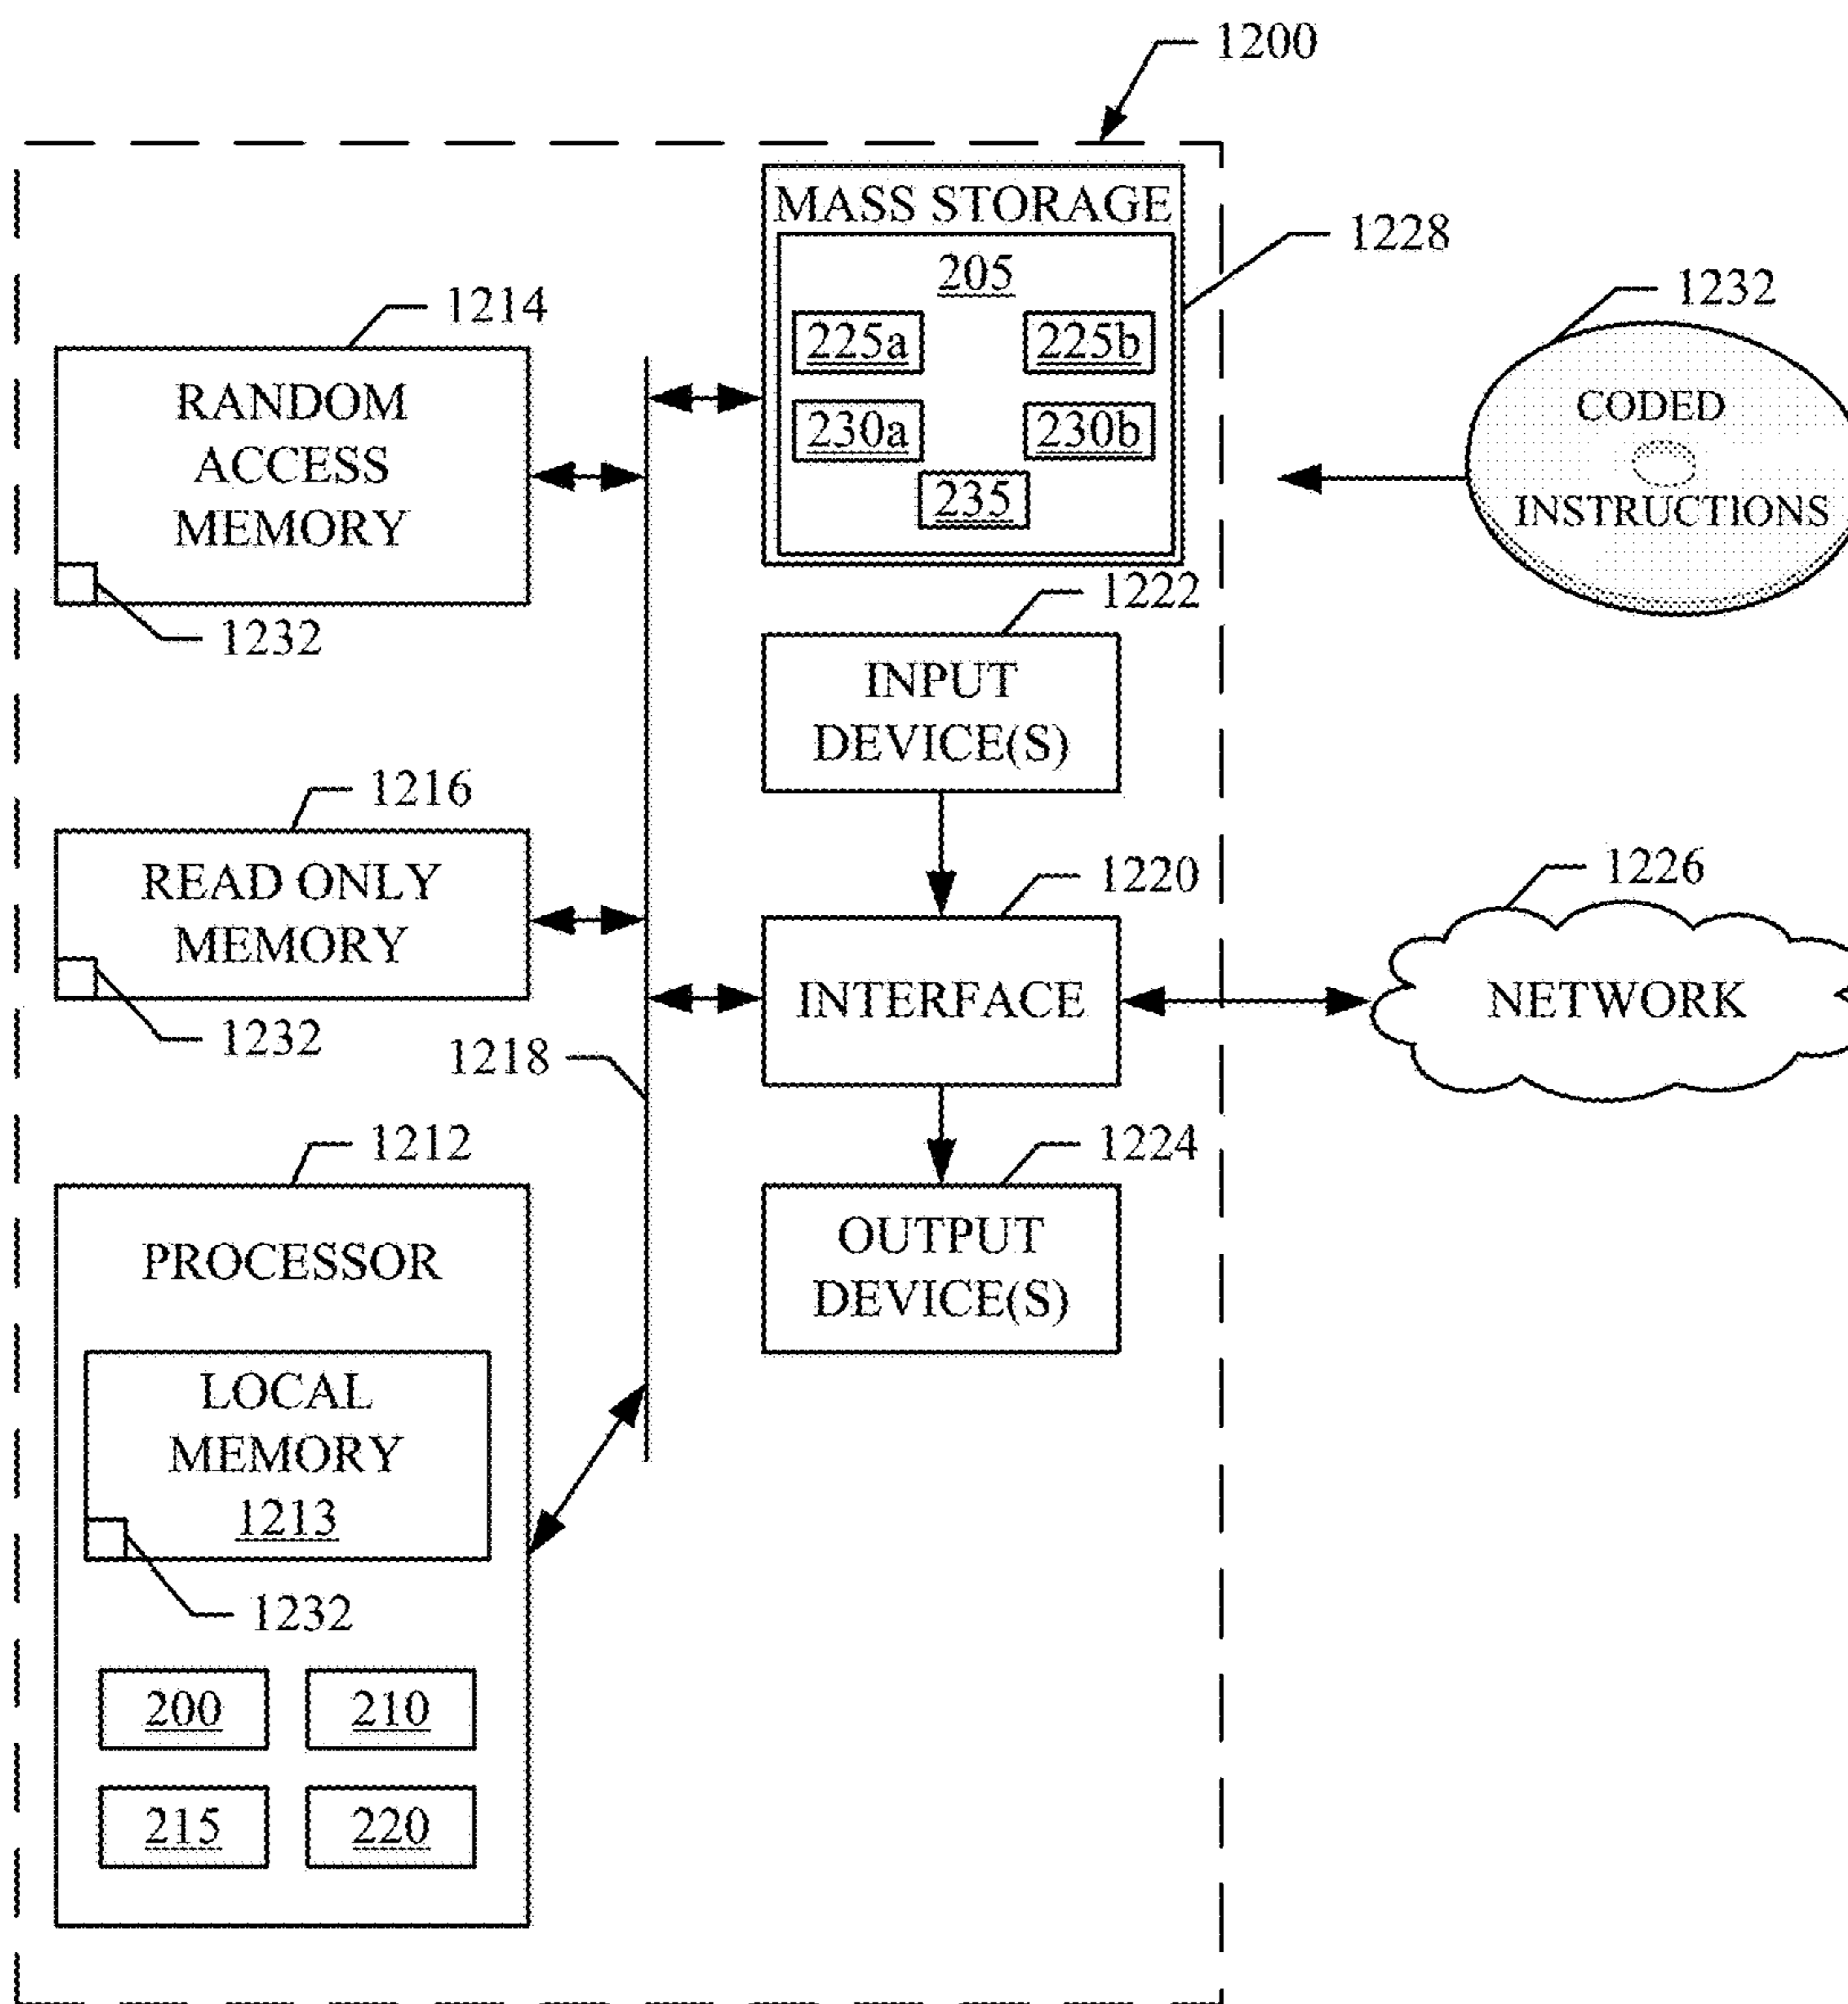 1200
MASS STORAGE
205
1228
225a
225b
230a
230b
235
1232
CODED
INSTRUCTIONS
1214
RANDOM
ACCESS
MEMORY
1232
1222
INPUT
DEVICE(S)
1216
READ ONLY
MEMORY
1232
1218
1220
INTERFACE
1226
NETWORK
1212
PROCESSOR
LOCAL
MEMORY
1213
1232
200
210
215
220
1224
OUTPUT
DEVICE(S)